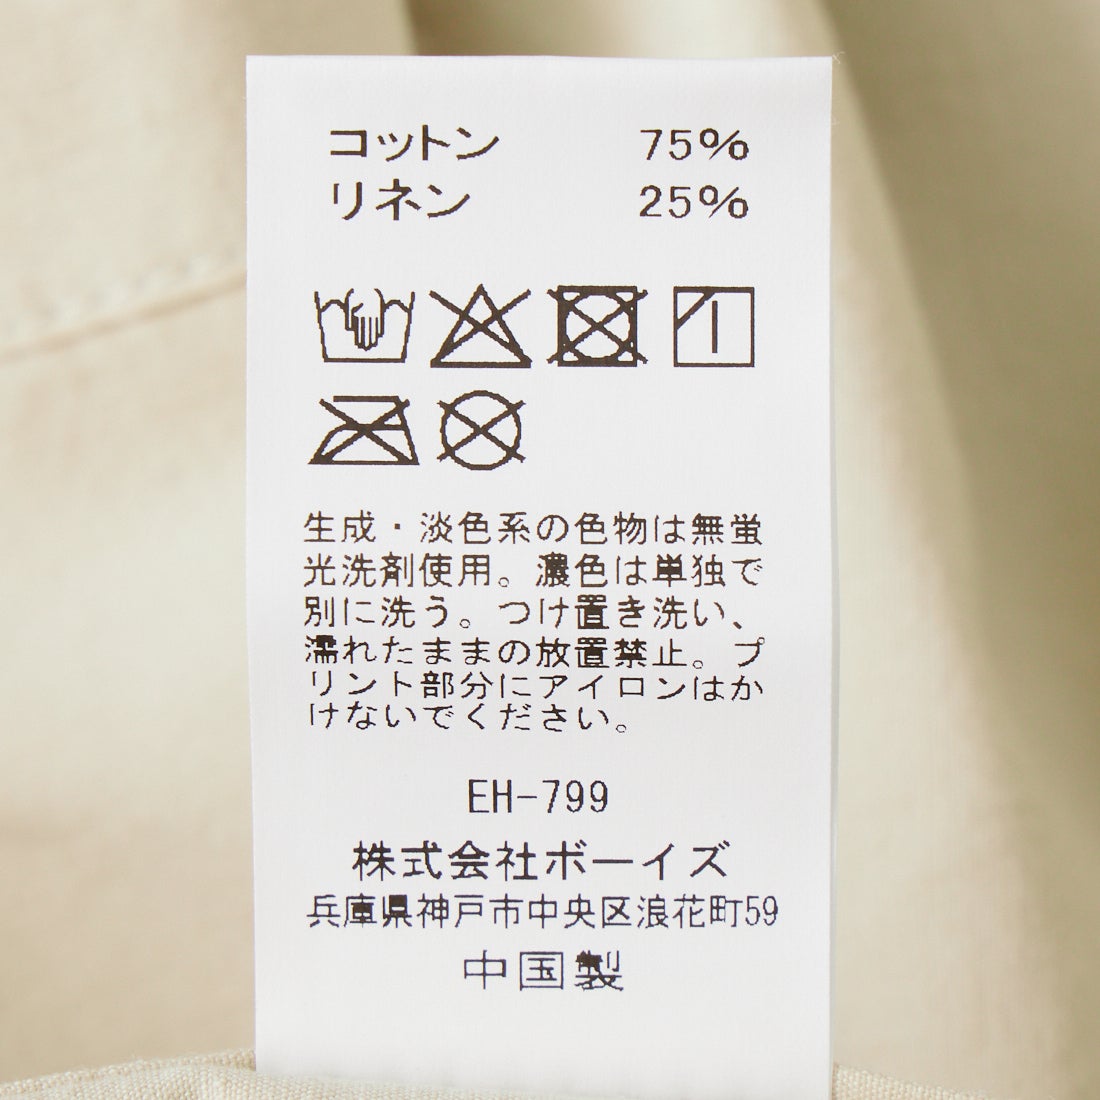 コットン 75%
リネン 25%
生成・淡色系の色物は無蛍
光洗剤使用。濃色は単独で
別に洗う。つけ置き洗い、
濡れたままの放置禁止。プ
リント部分にアイロンはか
けないでください。
EH-799
株式会社ボーイズ
兵庫県神戸市中央区浪花町59
中国製